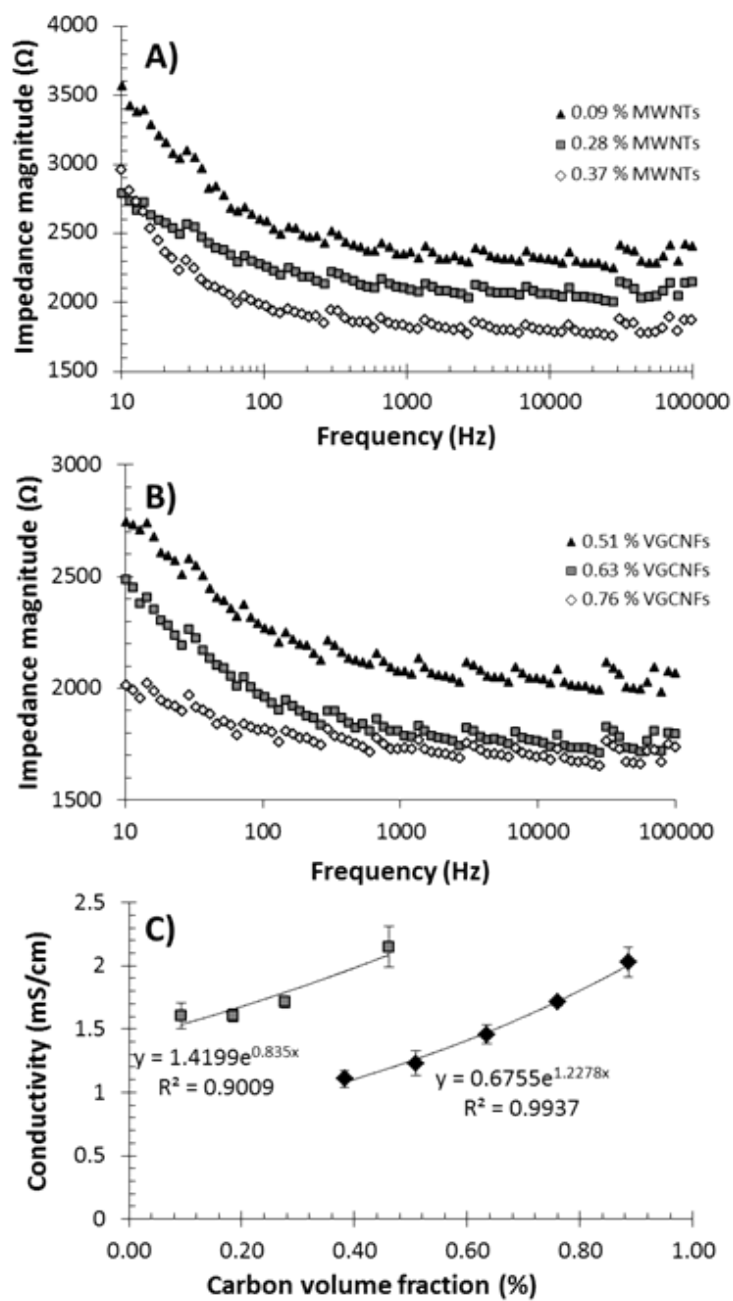 4000
3500
3000
2500
2000
1500
Impedance magnitude (Ω)
A)
▲ 0.09 % MWNTs
■ 0.28 % MWNTs
◇ 0.37 % MWNTs
10 100 1000 10000 100000
Frequency (Hz)
3000
2500
2000
1500
Impedance magnitude (Ω)
B)
▲ 0.51 % VGCNFs
■ 0.63 % VGCNFs
◇ 0.76 % VGCNFs
10 100 1000 10000 100000
Frequency (Hz)
2.5
2
1.5
1
0.5
0
Conductivity (mS/cm)
C)
y = 1.4199e^0.835x
R² = 0.9009
y = 0.6755e^1.2278x
R² = 0.9937
0.00 0.20 0.40 0.60 0.80 1.00
Carbon volume fraction (%)